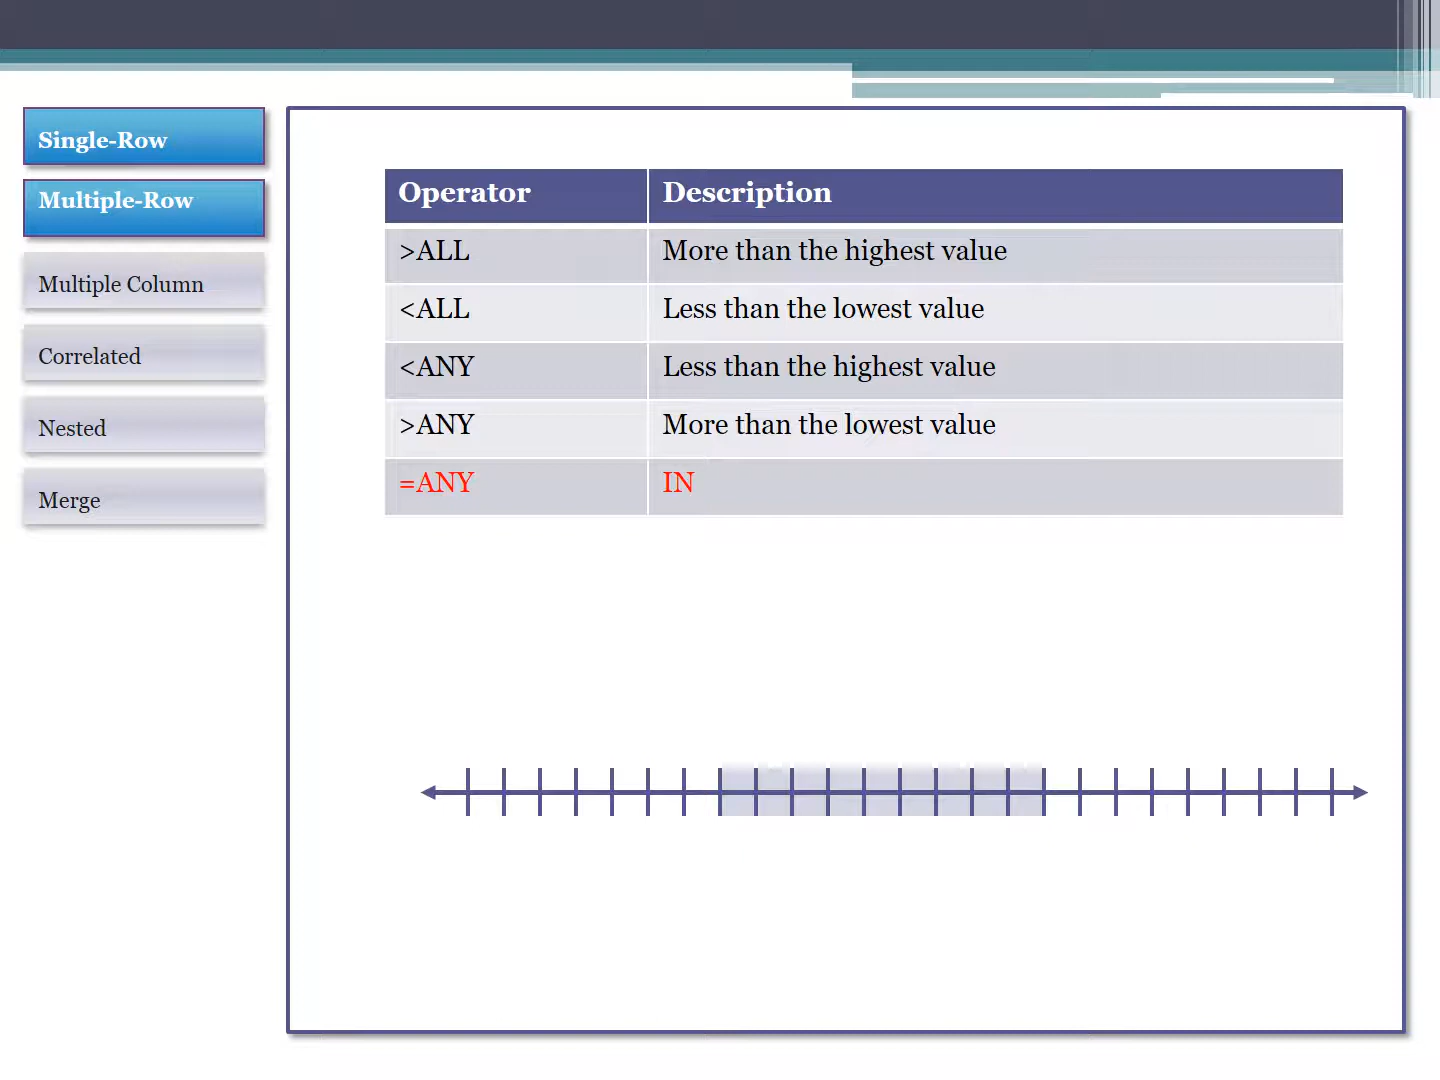 Single-Row
Multiple-Row
Multiple Column
Correlated
Nested
Merge
Operator Description
>ALL More than the highest value
<ALL Less than the lowest value
<ANY Less than the highest value
>ANY More than the lowest value
=ANY IN